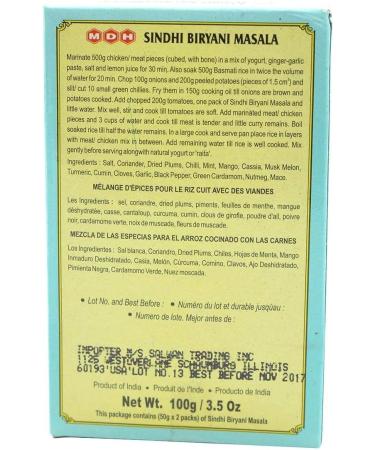 MDH SINDHI BIRYANI MASALA
Marinate 500g chicken/ meat pieces (cubed, with bone) in a mix of yogurt, ginger-garlic
paste, salt and lemon juice for 30 min. Also soak 500g Basmati rice in twice the volume
of water for 20 min. Chop 100g onions and 200g peeled potatoes (pieces of 1.5 cm³) and
slit/ cut 10 small green chillies. Fry them in 150g cooking oil till onions are brown and
potatoes cooked. Add chopped 200g tomatoes, one pack of Sindhi Biryani Masala and
little water. Mix well, stir and cook till tomatoes are soft. Add marinated meat/ chicken
pieces and 3 cups of water and cook till meat is tender and little curry remains. Boil
soaked rice till half the water remains. In a large cook and serve pan place rice in layers
with meat/ chicken mix in between. Add remaining water till rice is well cooked. Mix
gently before serving alongwith natural yogurt or 'raita'.
Ingredients : Salt, Coriander, Dried Plums, Chilli, Mint, Mango, Cassia, Musk Melon,
Turmeric, Cumin, Cloves, Garlic, Black Pepper, Green Cardamom, Nutmeg, Mace.
MÉLANGE D'ÉPICES POUR LE RIZ CUIT AVEC DES VIANDES
Les Ingredients : sel, coriandre, dried plums, piments, feuilles de menthe, mangue
déshydratée, casse, cantaloup, curcuma, cumin, clous de girofle, poudre d'ail, poivre
noir, cardamome verte, noix de muscade, fleurs de muscade.
MEZCLA DE LAS ESPECIAS PARA EL ARROZ COCINADO CON LAS CARNES
Los Ingredientes : Sal blanca, Coriandro, Dried Plums, Chiles, Hojas de Menta, Mango
Inmaduro Deshidratado, Casia, Melón, Cúrcuma, Comino, Clavos, Ajo Deshidratado,
Pimienta Negra, Cardamomo Verde, Nuez moscada.
• Lot No. and Best Before : • Numéro du lot et durable jusqùau :
• Número de lote. Mejor antes de :
IMPORTER M/S SALWAN TRADING INC
1125 WESTOVERLANE SCHAUMBURG ILLINOIS
60193'USA'LOT NO.13 BEST BEFORE NOV 2017
Product of India • Produit de l'Inde • Producto de India
Net Wt. 100g / 3.5 Oz
This package contains (50g x 2 packs) of Sindhi Biryani Masala